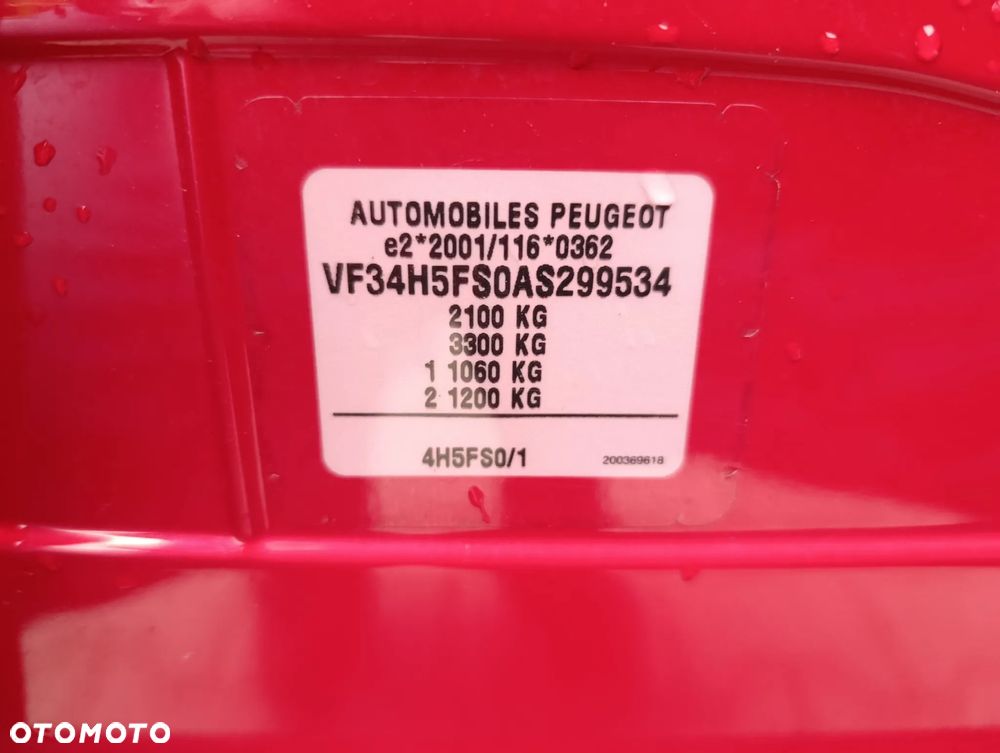 AUTOMOBILES PEUGEOT
e2*2001/116*0362
VF34H5FS0AS299534
2100 KG
3300 KG
1 1060 KG
2 1200 KG
4H5FS0/1 200369618
OTOMOTO